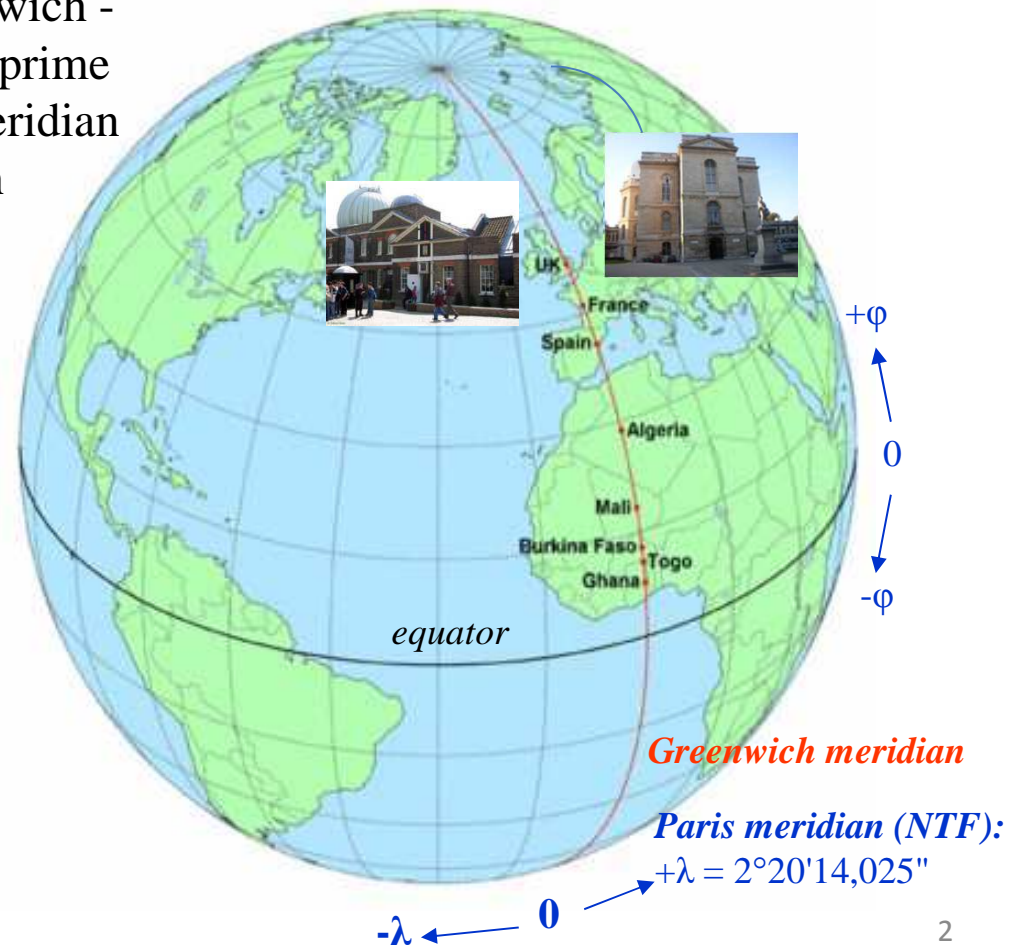 wich -
prime
eridian
UK
France
Spain
+φ
Algeria
0
Mali
Burkina Faso
Togo
Ghana
-φ
equator
Greenwich meridian
Paris meridian (NTF):
+λ = 2°20'14,025"
0
-λ
2